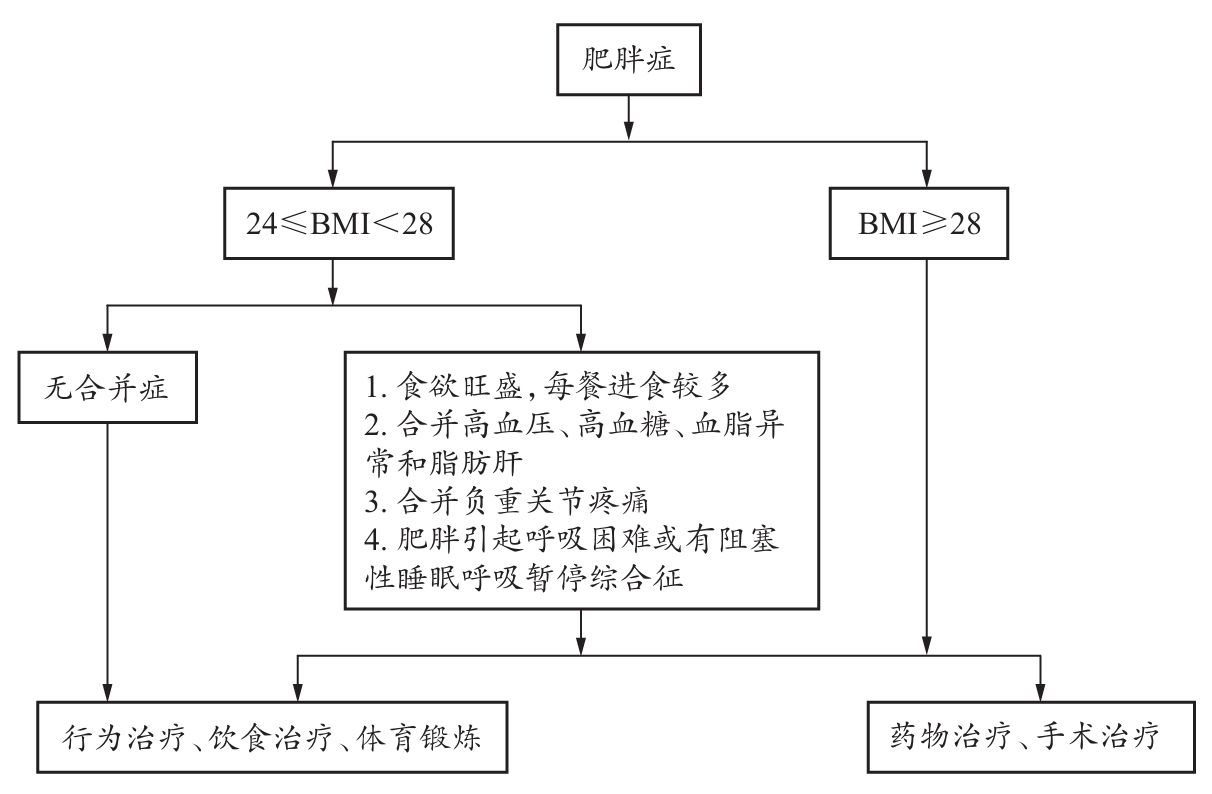 肥胖症
24≤BMI＜28
BMI≥28
无合并症
1. 食欲旺盛，每餐进食较多
2. 合并高血压、高血糖、血脂异
常和脂肪肝
3. 合并负重关节疼痛
4. 肥胖引起呼吸困难或有阻塞
性睡眠呼吸暂停综合征
行为治疗、饮食治疗、体育锻炼
药物治疗、手术治疗